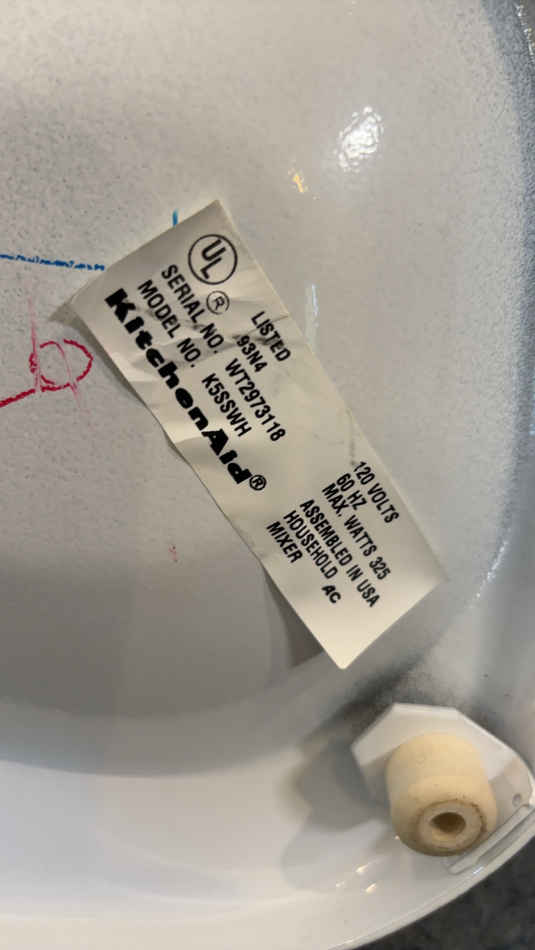 UL® LISTED
93N4
SERIAL NO. WT2973118
MODEL NO. K5SSWH
KitchenAid®
120 VOLTS
60 HZ
MAX. WATTS 325
ASSEMBLED IN USA
HOUSEHOLD AC
MIXER